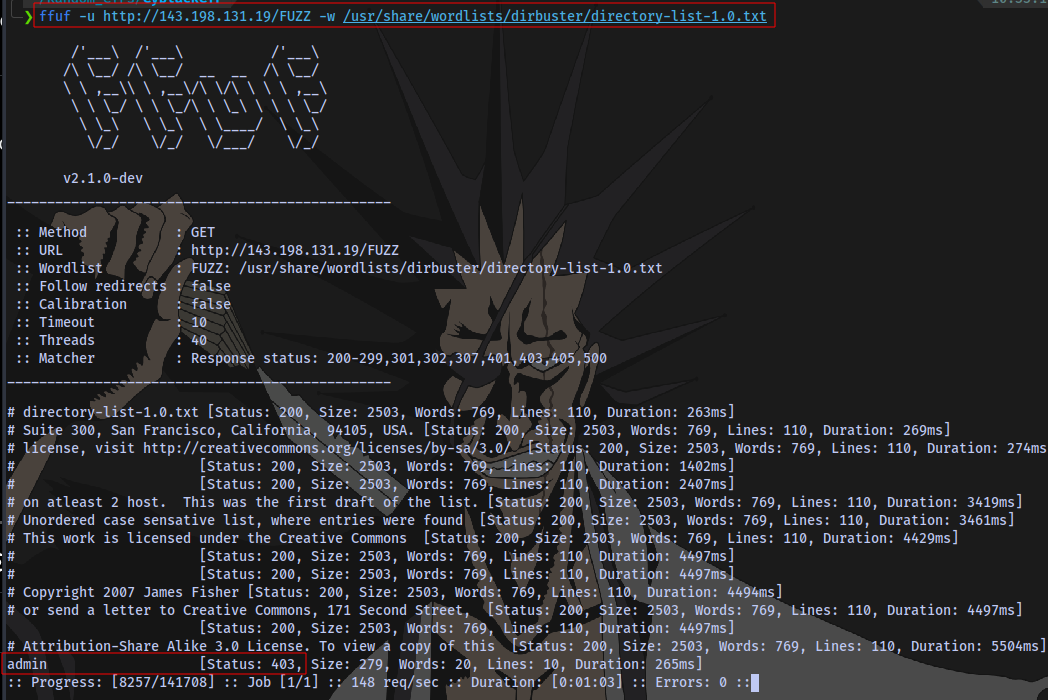 /Random_CTFs/CyblackCTF
❯ ffuf -u http://143.198.131.19/FUZZ -w /usr/share/wordlists/dirbuster/directory-list-1.0.txt
        /'___\  /'___\           /'___\
       /\ \__/ /\ \__/  __  __  /\ \__/
       \ \ ,__\\ \ ,__\/\ \/\ \ \ \ ,__\
        \ \ \_/ \ \ \_/\ \ \_\ \ \ \ \_/
         \ \_\   \ \_\  \ \____/  \ \_\
          \/_/    \/_/   \/___/    \/_/
v2.1.0-dev
________________________________________________
:: Method           : GET
:: URL              : http://143.198.131.19/FUZZ
:: Wordlist         : FUZZ: /usr/share/wordlists/dirbuster/directory-list-1.0.txt
:: Follow redirects : false
:: Calibration      : false
:: Timeout          : 10
:: Threads          : 40
:: Matcher          : Response status: 200-299,301,302,307,401,403,405,500
________________________________________________
# directory-list-1.0.txt [Status: 200, Size: 2503, Words: 769, Lines: 110, Duration: 263ms]
# Suite 300, San Francisco, California, 94105, USA. [Status: 200, Size: 2503, Words: 769, Lines: 110, Duration: 269ms]
# license, visit http://creativecommons.org/licenses/by-sa/3.0/  [Status: 200, Size: 2503, Words: 769, Lines: 110, Duration: 274ms
#                       [Status: 200, Size: 2503, Words: 769, Lines: 110, Duration: 1402ms]
#                       [Status: 200, Size: 2503, Words: 769, Lines: 110, Duration: 2407ms]
# on atleast 2 host.  This was the first draft of the list. [Status: 200, Size: 2503, Words: 769, Lines: 110, Duration: 3419ms]
# Unordered case sensative list, where entries were found  [Status: 200, Size: 2503, Words: 769, Lines: 110, Duration: 3461ms]
# This work is licensed under the Creative Commons  [Status: 200, Size: 2503, Words: 769, Lines: 110, Duration: 4429ms]
#                       [Status: 200, Size: 2503, Words: 769, Lines: 110, Duration: 4497ms]
#                       [Status: 200, Size: 2503, Words: 769, Lines: 110, Duration: 4497ms]
# Copyright 2007 James Fisher [Status: 200, Size: 2503, Words: 769, Lines: 110, Duration: 4494ms]
# or send a letter to Creative Commons, 171 Second Street,  [Status: 200, Size: 2503, Words: 769, Lines: 110, Duration: 4497ms]
                        [Status: 200, Size: 2503, Words: 769, Lines: 110, Duration: 4497ms]
# Attribution-Share Alike 3.0 License. To view a copy of this  [Status: 200, Size: 2503, Words: 769, Lines: 110, Duration: 5504ms]
admin                   [Status: 403, Size: 279, Words: 20, Lines: 10, Duration: 265ms]
:: Progress: [8257/141708] :: Job [1/1] :: 148 req/sec :: Duration: [0:01:03] :: Errors: 0 ::